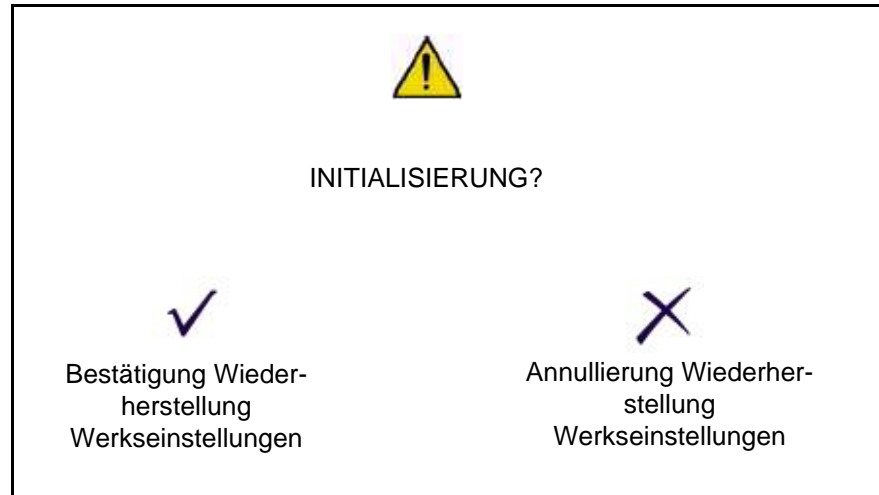 INITIALISIERUNG?
Bestätigung Wieder-
herstellung
Werkseinstellungen
Annullierung Wiederher-
stellung
Werkseinstellungen